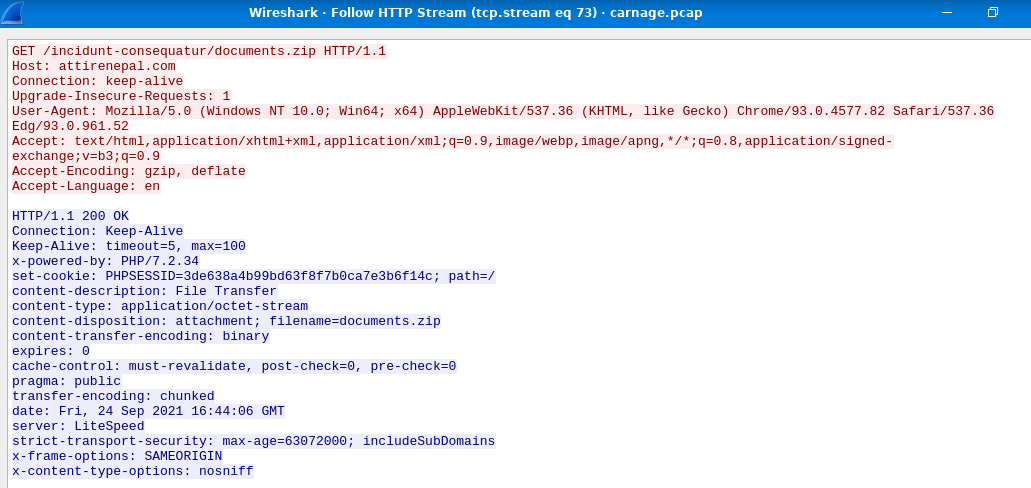 Wireshark · Follow HTTP Stream (tcp.stream eq 73) · carnage.pcap
GET /incidunt-consequatur/documents.zip HTTP/1.1
Host: attirenepal.com
Connection: keep-alive
Upgrade-Insecure-Requests: 1
User-Agent: Mozilla/5.0 (Windows NT 10.0; Win64; x64) AppleWebKit/537.36 (KHTML, like Gecko) Chrome/93.0.4577.82 Safari/537.36
Edg/93.0.961.52
Accept: text/html,application/xhtml+xml,application/xml;q=0.9,image/webp,image/apng,*/*;q=0.8,application/signed-
exchange;v=b3;q=0.9
Accept-Encoding: gzip, deflate
Accept-Language: en
HTTP/1.1 200 OK
Connection: Keep-Alive
Keep-Alive: timeout=5, max=100
x-powered-by: PHP/7.2.34
set-cookie: PHPSESSID=3de638a4b99bd63f8f7b0ca7e3b6f14c; path=/
content-description: File Transfer
content-type: application/octet-stream
content-disposition: attachment; filename=documents.zip
content-transfer-encoding: binary
expires: 0
cache-control: must-revalidate, post-check=0, pre-check=0
pragma: public
transfer-encoding: chunked
date: Fri, 24 Sep 2021 16:44:06 GMT
server: LiteSpeed
strict-transport-security: max-age=63072000; includeSubDomains
x-frame-options: SAMEORIGIN
x-content-type-options: nosniff